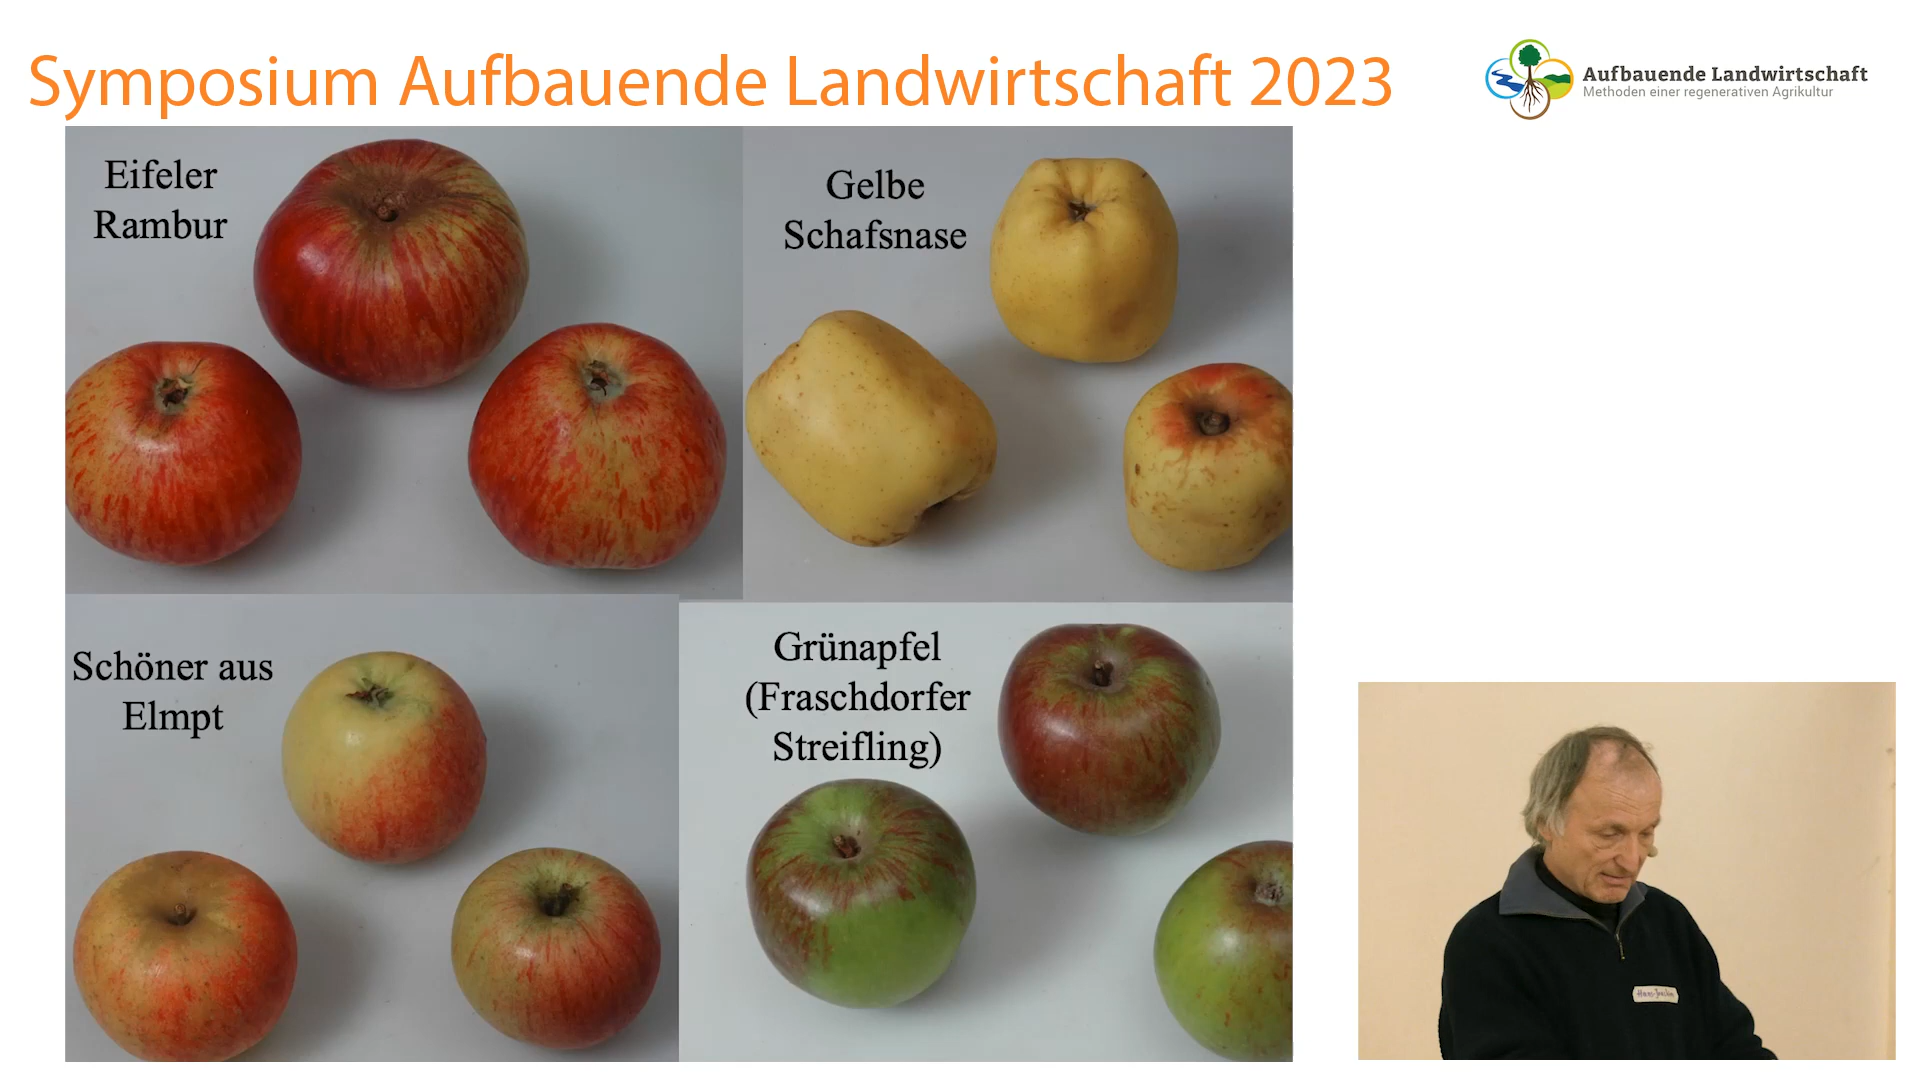 Symposium Aufbauende Landwirtschaft 2023
Aufbauende Landwirtschaft
Methoden einer regenerativen Agrikultur
Eifeler
Rambur
Gelbe
Schafsnase
Schöner aus
Elmpt
Grünapfel
(Fraschdorfer
Streifling)